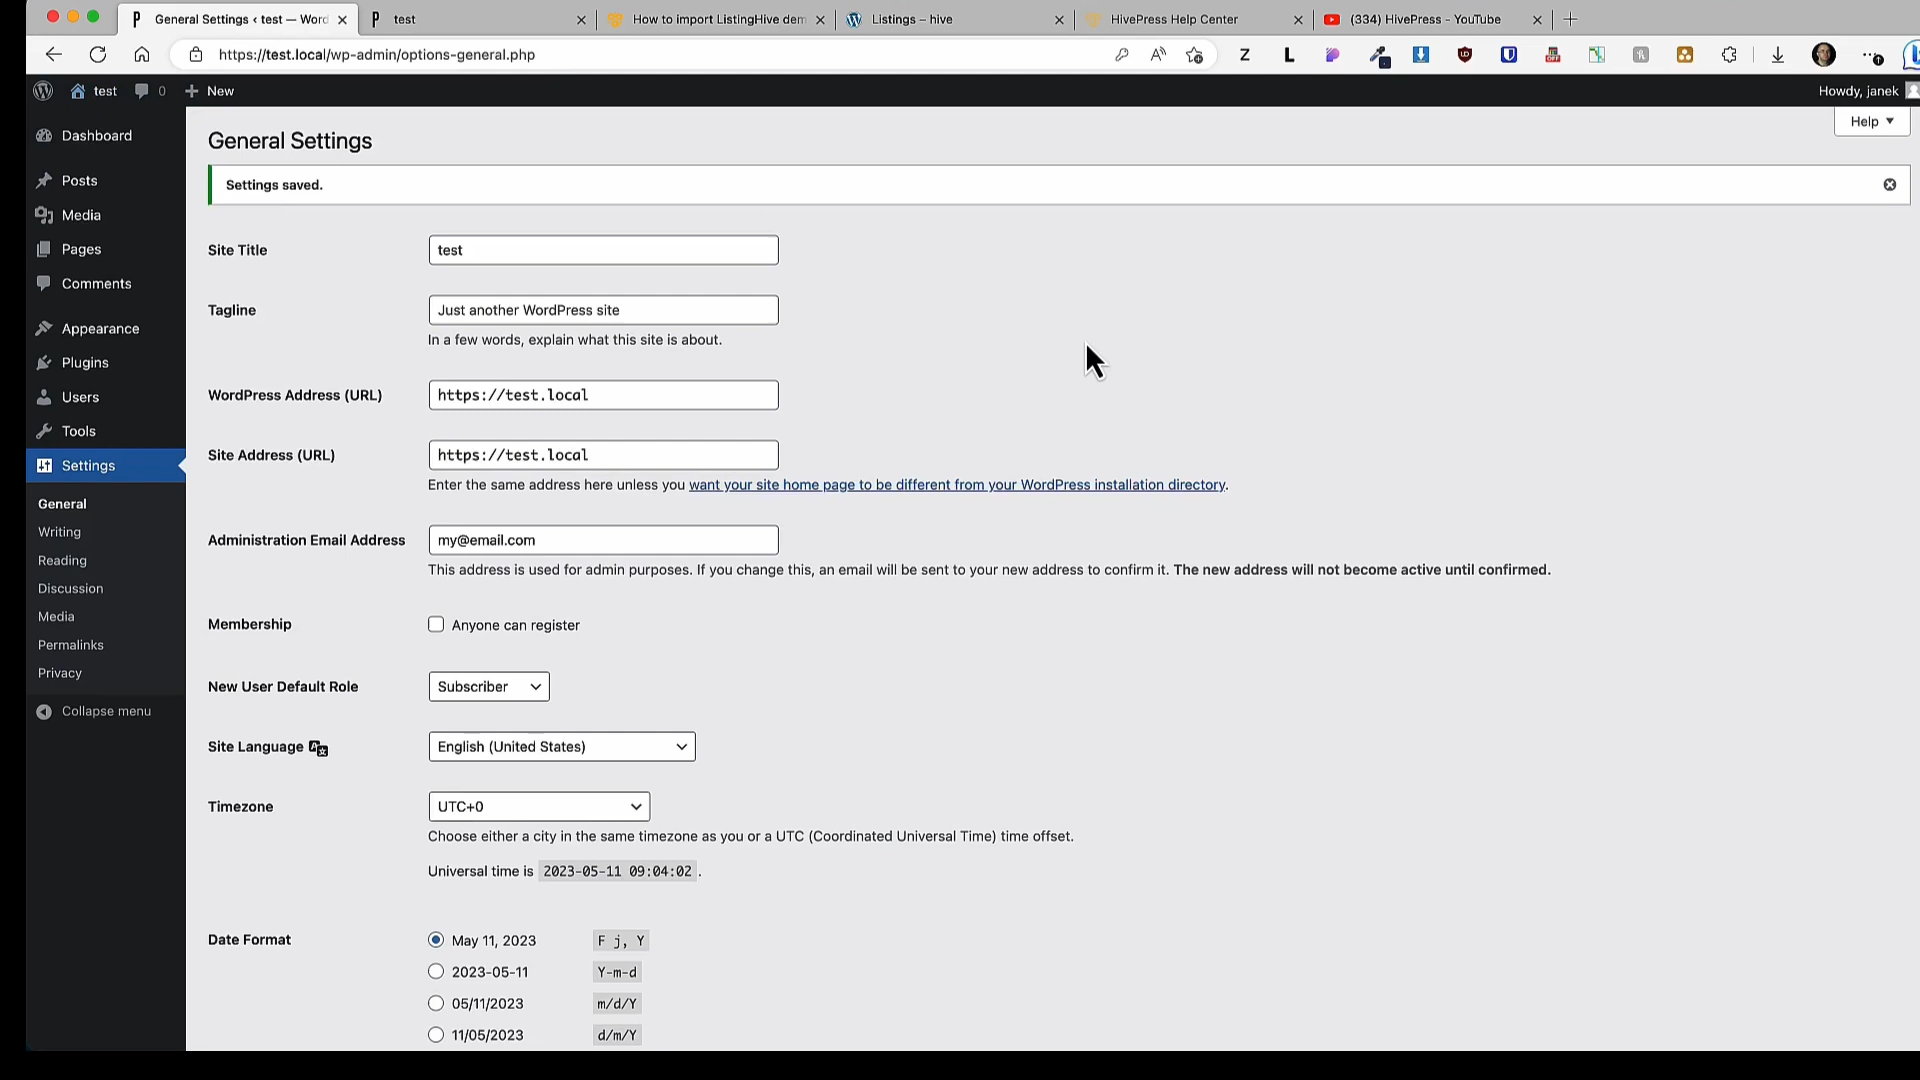 General Settings ‹ test — Word
test
How to import ListingHive dem
Listings – hive
HivePress Help Center
(334) HivePress - YouTube
https://test.local/wp-admin/options-general.php
test
0
New
Howdy, janek
Help
Dashboard
Posts
Media
Pages
Comments
Appearance
Plugins
Users
Tools
Settings
General
Writing
Reading
Discussion
Media
Permalinks
Privacy
Collapse menu
General Settings
Settings saved.
Site Title
test
Tagline
Just another WordPress site
In a few words, explain what this site is about.
WordPress Address (URL)
https://test.local
Site Address (URL)
https://test.local
Enter the same address here unless you want your site home page to be different from your WordPress installation directory.
Administration Email Address
my@email.com
This address is used for admin purposes. If you change this, an email will be sent to your new address to confirm it. The new address will not become active until confirmed.
Membership
Anyone can register
New User Default Role
Subscriber
Site Language
English (United States)
Timezone
UTC+0
Choose either a city in the same timezone as you or a UTC (Coordinated Universal Time) time offset.
Universal time is 2023-05-11 09:04:02 .
Date Format
May 11, 2023 F j, Y
2023-05-11 Y-m-d
05/11/2023 m/d/Y
11/05/2023 d/m/Y